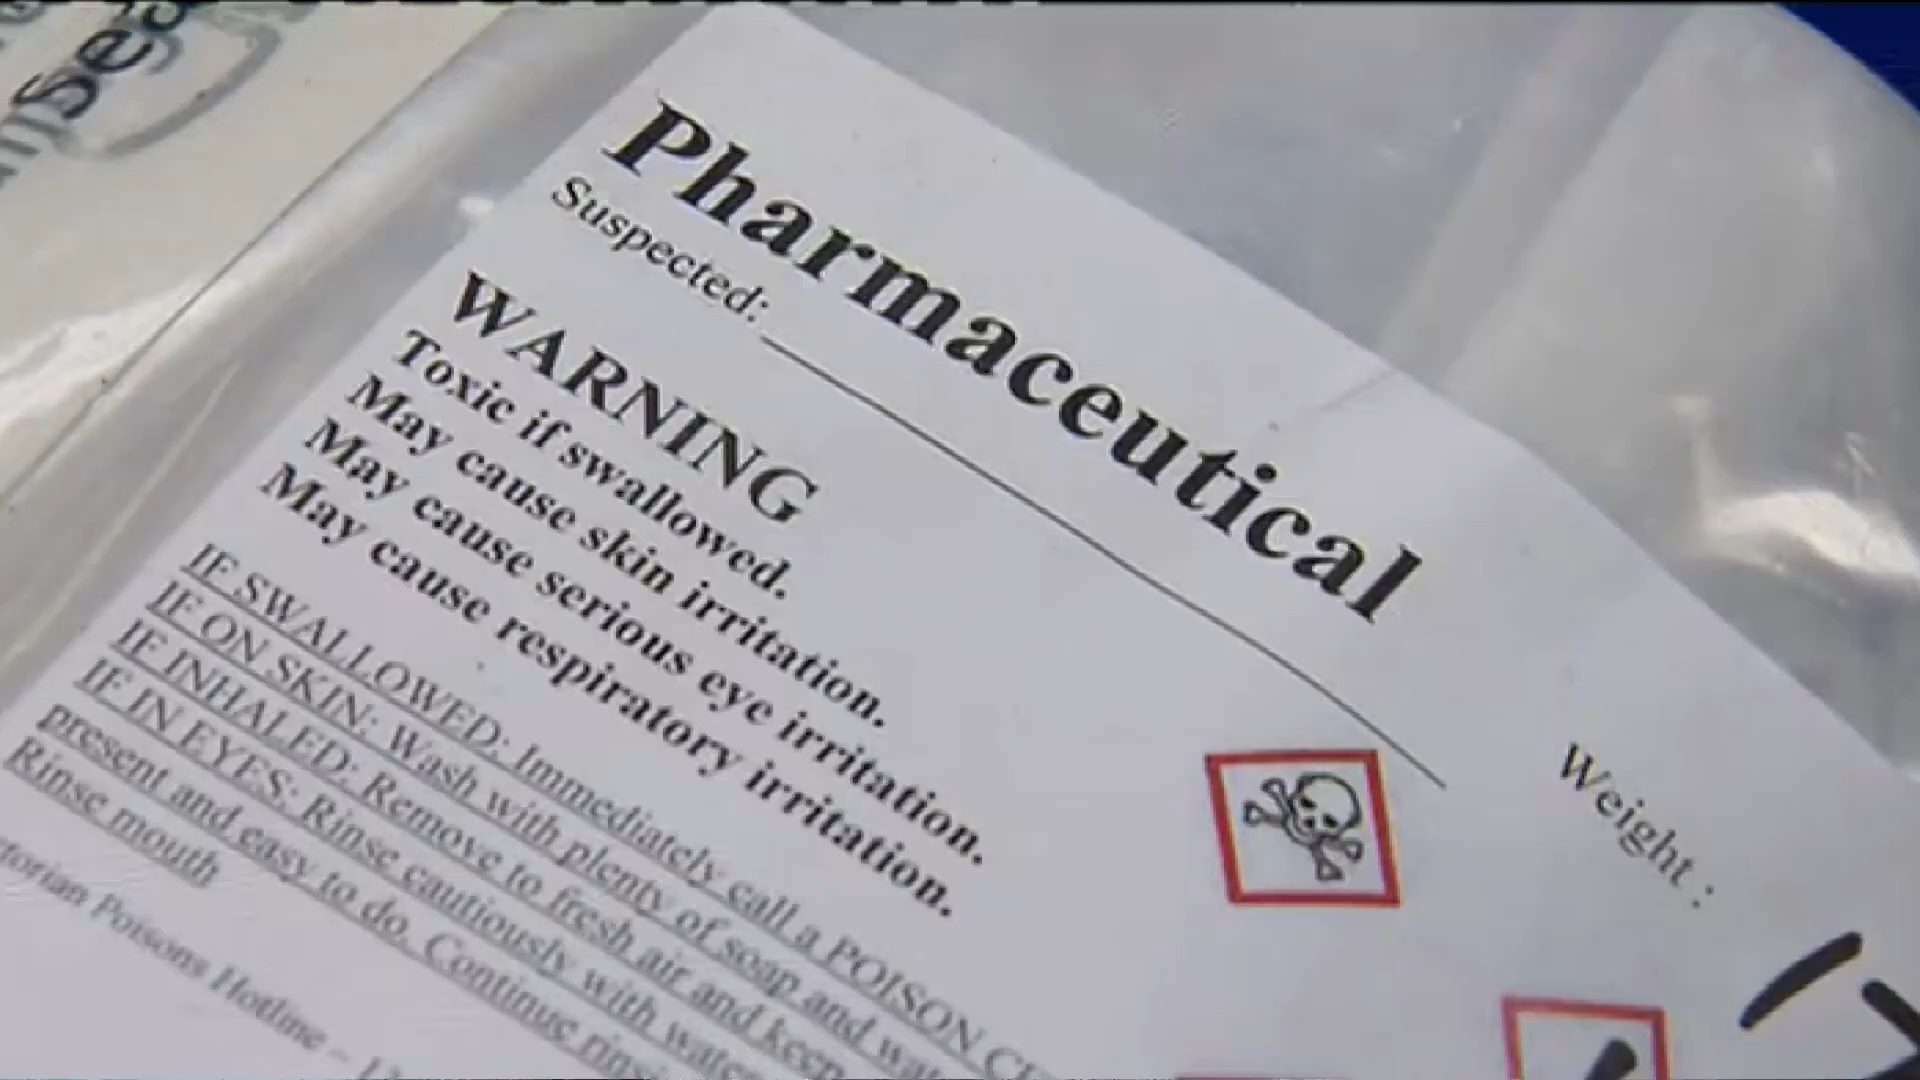 Pharmaceutical
Suspected:
WARNING
Toxic if swallowed.
May cause skin irritation.
May cause serious eye irritation.
May cause respiratory irritation.
IF SWALLOWED: Immediately call a POISON
IF ON SKIN: Wash with plenty of soap and
IF INHALED: Remove to fresh air and keep
IF IN EYES: Rinse cautiously with water
present and easy to do. Continue
Rinse mouth
Poisons Hotline -
Weight :